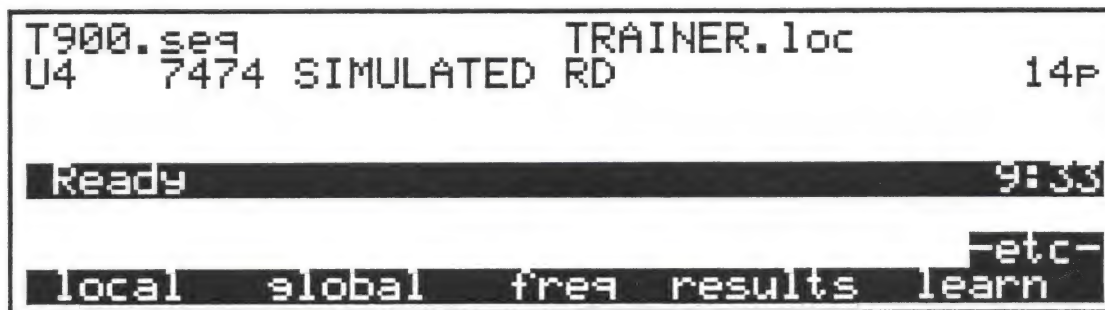 T900.seq TRAINER.loc
U4 7474 SIMULATED RD 14P
Ready 9:33
-etc-
local global freq results learn